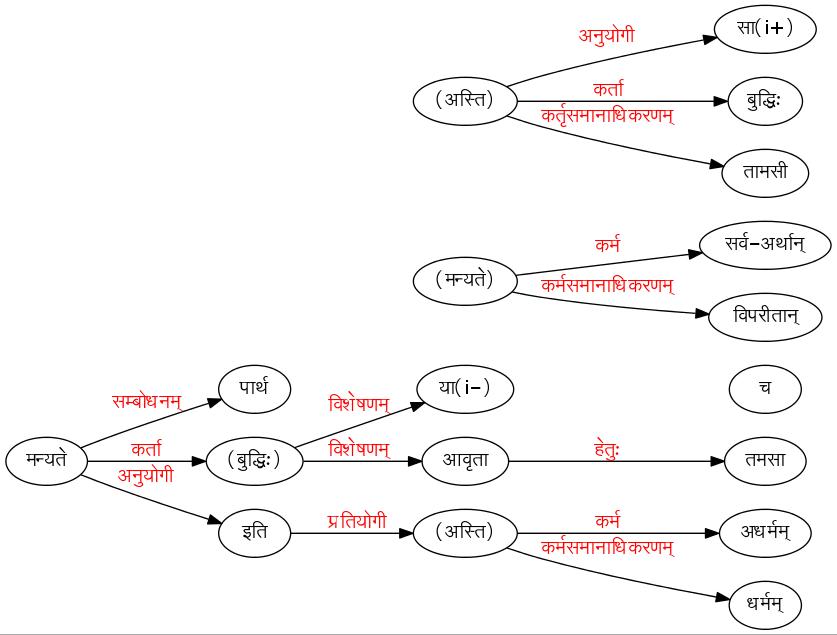 सा(i+)
अनुयोगी
(अस्ति)
कर्ता
बुद्धिः
कर्तृसमानाधिकरणम्
तामसी
कर्म
सर्व-अर्थान्
(मन्यते)
कर्मसमानाधिकरणम्
विपरीतान्
पार्थ
या(i-)
च
सम्बोधनम्
विशेषणम्
मन्यते
कर्ता
(बुद्धिः)
विशेषणम्
आवृता
हेतुः
तमसा
अनुयोगी
इति
प्रतियोगी
(अस्ति)
कर्म
अधर्मम्
कर्मसमानाधिकरणम्
धर्मम्